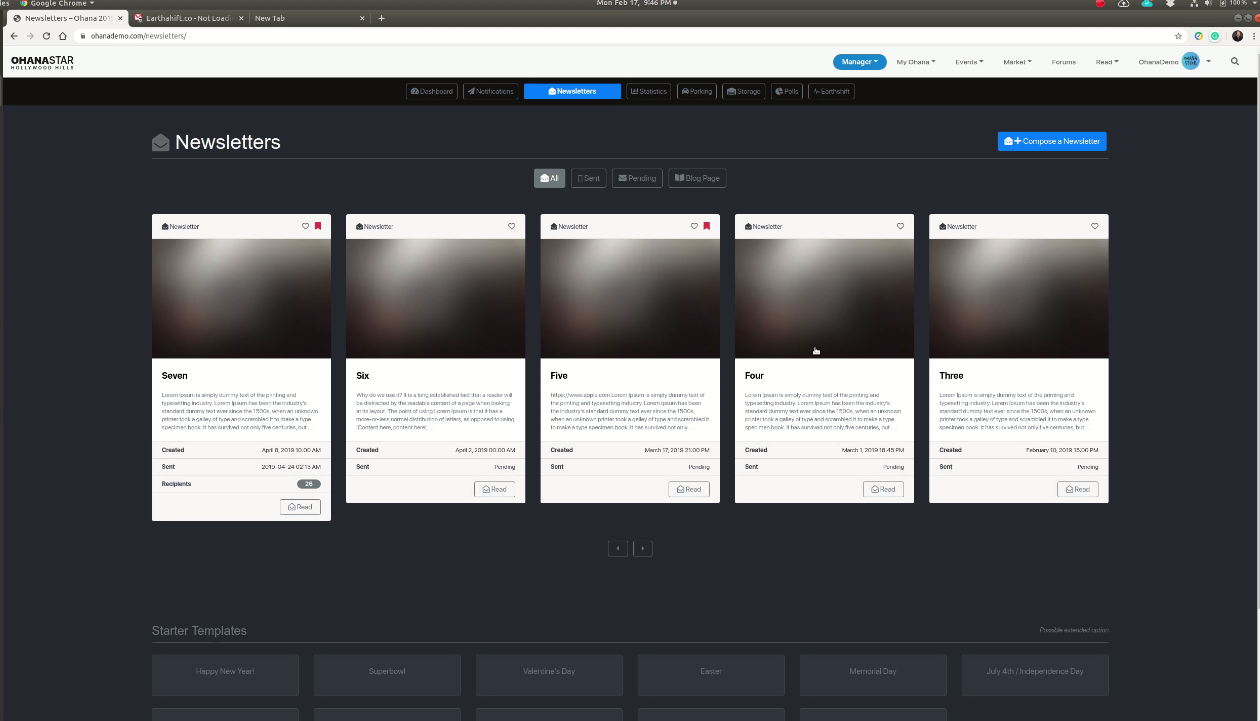 ies Google Chrome
Mon Feb 17, 9:46 PM
100 %
Newsletters – Ohana 201
Earthahift.co - Not Loadi
New Tab
ohanademo.com/newsletters/
OHANASTAR
HOLLYWOOD HILLS
Manager
My Ohana
Events
Market
Forums
Read
OhanaDemo
Dashboard
Notifications
Newsletters
Statistics
Parking
Storage
Polls
Earthshift
Newsletters
Compose a Newsletter
All
Sent
Pending
Blog Page
Newsletter
Seven
Lorem Ipsum is simply dummy text of the printing and
typesetting industry. Lorem Ipsum has been the industry's
standard dummy text ever since the 1500s, when an unknown
printer took a galley of type and scrambled it to make a type
specimen book. It has survived not only five centuries, but ...
Created April 8, 2019 10:00 AM
Sent 2019-04-24 02:13 AM
Recipients 26
Read
Newsletter
Six
Why do we use it? It is a long established fact that a reader will
be distracted by the readable content of a page when looking
at its layout. The point of using Lorem Ipsum is that it has a
more-or-less normal distribution of letters, as opposed to using
'Content here, content here', ...
Created April 2, 2019 00:00 AM
Sent Pending
Read
Newsletter
Five
https://www.apple.com Lorem Ipsum is simply dummy text of
the printing and typesetting industry. Lorem Ipsum has been
the industry's standard dummy text ever since the 1500s,
when an unknown printer took a galley of type and scrambled it
to make a type specimen book. It has survived not only ...
Created March 17, 2019 21:00 PM
Sent Pending
Read
Newsletter
Four
Lorem Ipsum is simply dummy text of the printing and
typesetting industry. Lorem Ipsum has been the industry's
standard dummy text ever since the 1500s, when an unknown
printer took a galley of type and scrambled it to make a type
specimen book. It has survived not only five centuries, but ...
Created March 1, 2019 18:45 PM
Sent Pending
Read
Newsletter
Three
Lorem Ipsum is simply dummy text of the printing and
typesetting industry. Lorem Ipsum has been the industry's
standard dummy text ever since the 1500s, when an unknown
printer took a galley of type and scrambled it to make a type
specimen book. It has survived not only five centuries, but ...
Created February 10, 2019 15:00 PM
Sent Pending
Read
Starter Templates
Possible extended option
Happy New Year!
Superbowl
Valentine's Day
Easter
Memorial Day
July 4th / Independence Day